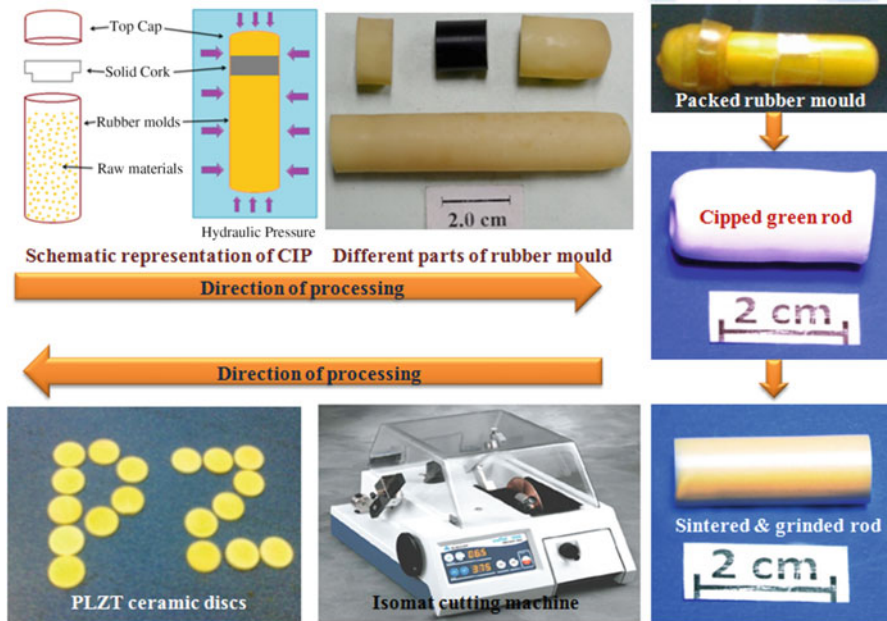 Top Cap
Solid Cork
Rubber molds
Raw materials
Hydraulic Pressure
Schematic representation of CIP
2.0 cm
Different parts of rubber mould
Packed rubber mould
Cipped green rod
2 cm
Direction of processing
Direction of processing
Sintered & grinded rod
2 cm
Isomat cutting machine
PLZT ceramic discs
PZ